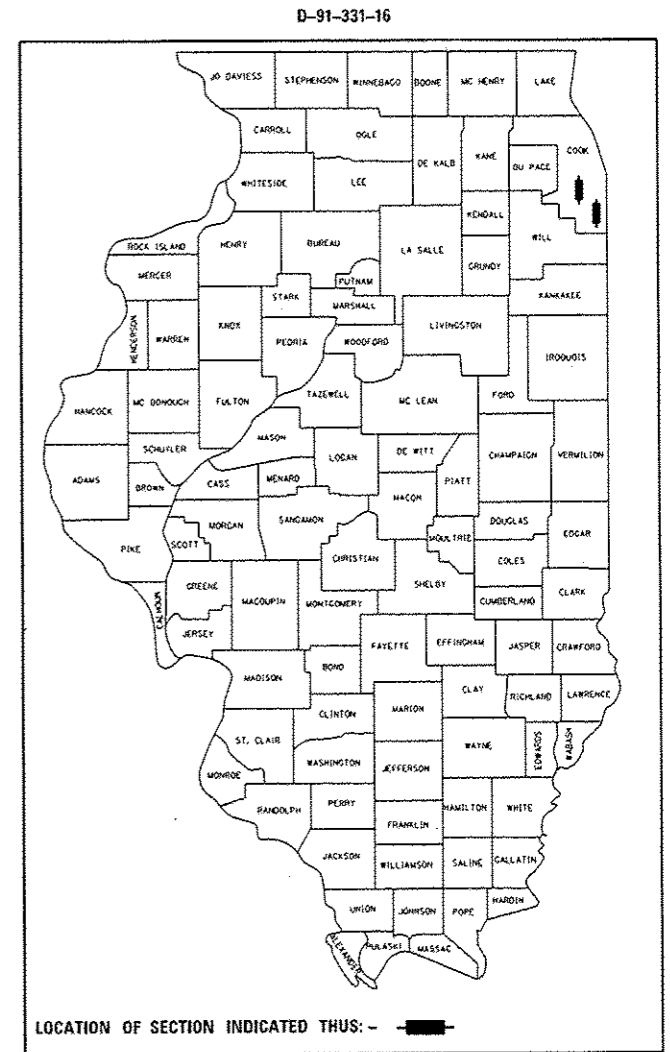 D-91-331-16
JO DAVIESS STEPHENSON WINNEBAGO BOONE MC HENRY LAKE
CARROLL OGLE DE KALB KANE DU PAGE COOK
WHITESIDE LEE
KENDALL
ROCK ISLAND HENRY BUREAU LA SALLE GRUNDY WILL
MERCER PUTNAM
STARK MARSHALL KANKAKEE
HENDERSON WARREN KNOX PEORIA WOODFORD LIVINGSTON
IROQUOIS
HANCOCK MC DONOUGH FULTON TAZEWELL MC LEAN FORD
MASON
SCHUYLER LOGAN DE WITT CHAMPAIGN VERMILION
ADAMS BROWN CASS MENARD PIATT
MACON
MORGAN SANGAMON DOUGLAS
PIKE SCOTT CHRISTIAN MOULTRIE EDGAR
COLES
GREENE SHELBY
CALHOUN MACOUPIN MONTGOMERY CUMBERLAND CLARK
JERSEY FAYETTE EFFINGHAM JASPER CRAWFORD
BOND
MADISON CLAY
RICHLAND LAWRENCE
CLINTON MARION
ST. CLAIR WAYNE EDWARDS WABASH
WASHINGTON JEFFERSON
MONROE
RANDOLPH PERRY HAMILTON WHITE
FRANKLIN
JACKSON
WILLIAMSON SALINE GALLATIN
HARDIN
UNION JOHNSON POPE
ALEXANDER PULASKI MASSAC
LOCATION OF SECTION INDICATED THUS: -